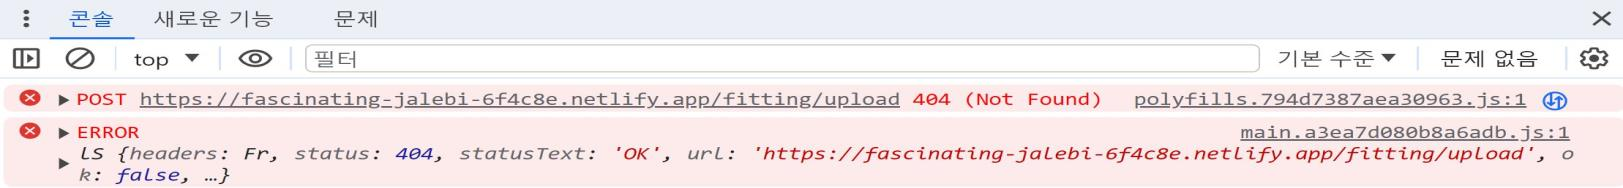 콘솔 새로운 기능 문제
top 필터 기본 수준 문제 없음
POST https://fascinating-jalebi-6f4c8e.netlify.app/fitting/upload 404 (Not Found) polyfills.794d7387aea30963.js:1
ERROR main.a3ea7d080b8a6adb.js:1
lS {headers: Fr, status: 404, statusText: 'OK', url: 'https://fascinating-jalebi-6f4c8e.netlify.app/fitting/upload', o
k: false, …}